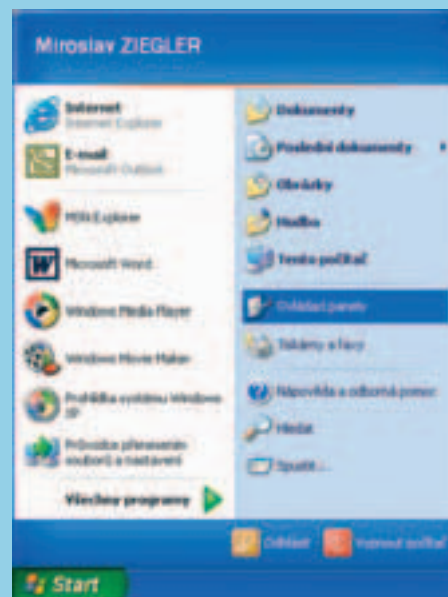 Miroslav ZIEGLER
Internet
Internet Explorer
E-mail
Microsoft Outlook
MSN Explorer
Microsoft Word
Windows Media Player
Windows Movie Maker
Prohlídka systému Windows
XP
Průvodce přenesením
souborů a nastavení
Všechny programy
Dokumenty
Poslední dokumenty
Obrázky
Hudba
Tento počítač
Ovládací panely
Tiskárny a faxy
Nápověda a odborná pomoc
Hledat
Spustit...
Odhlásit
Vypnout počítač
Start